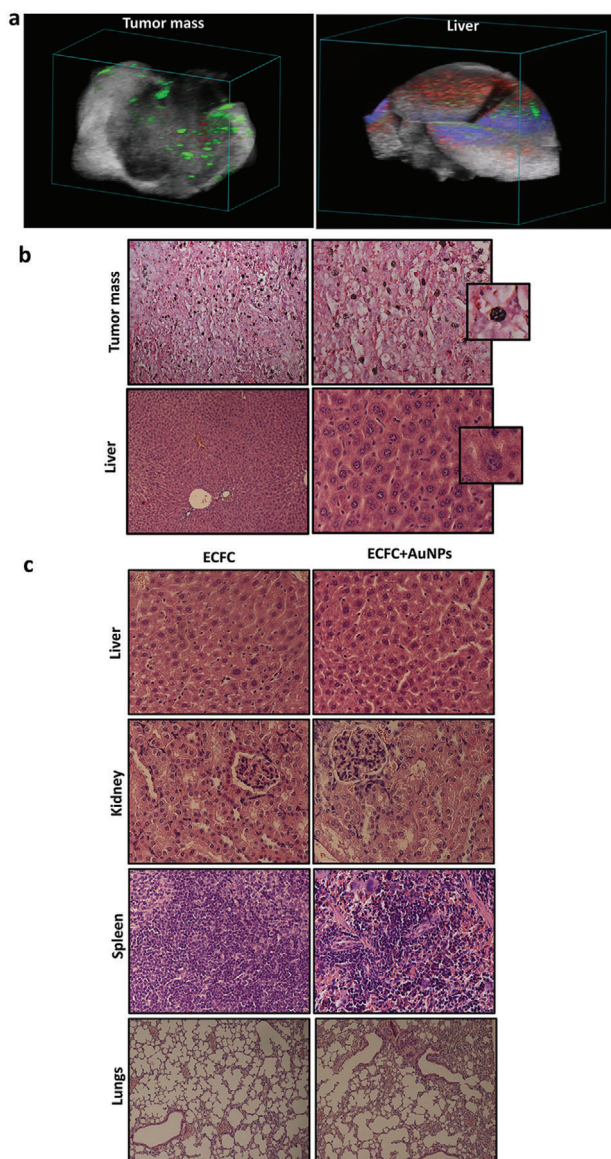 a
Tumor mass
Liver
b
Tumor mass
Liver
c
ECFC
ECFC+AuNPs
Liver
Kidney
Spleen
Lungs